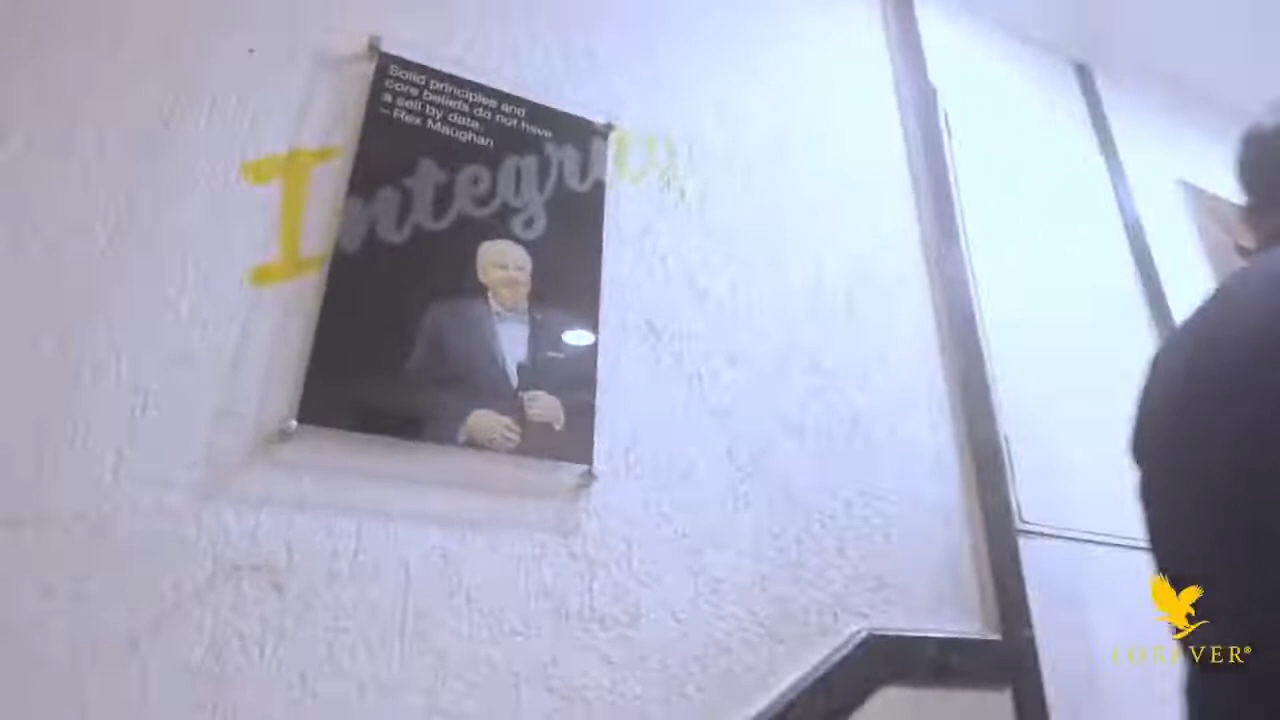 Solid principles and
core beliefs do not have
a sell by date.
– Rex Maughan
Integrity
FOREVER®